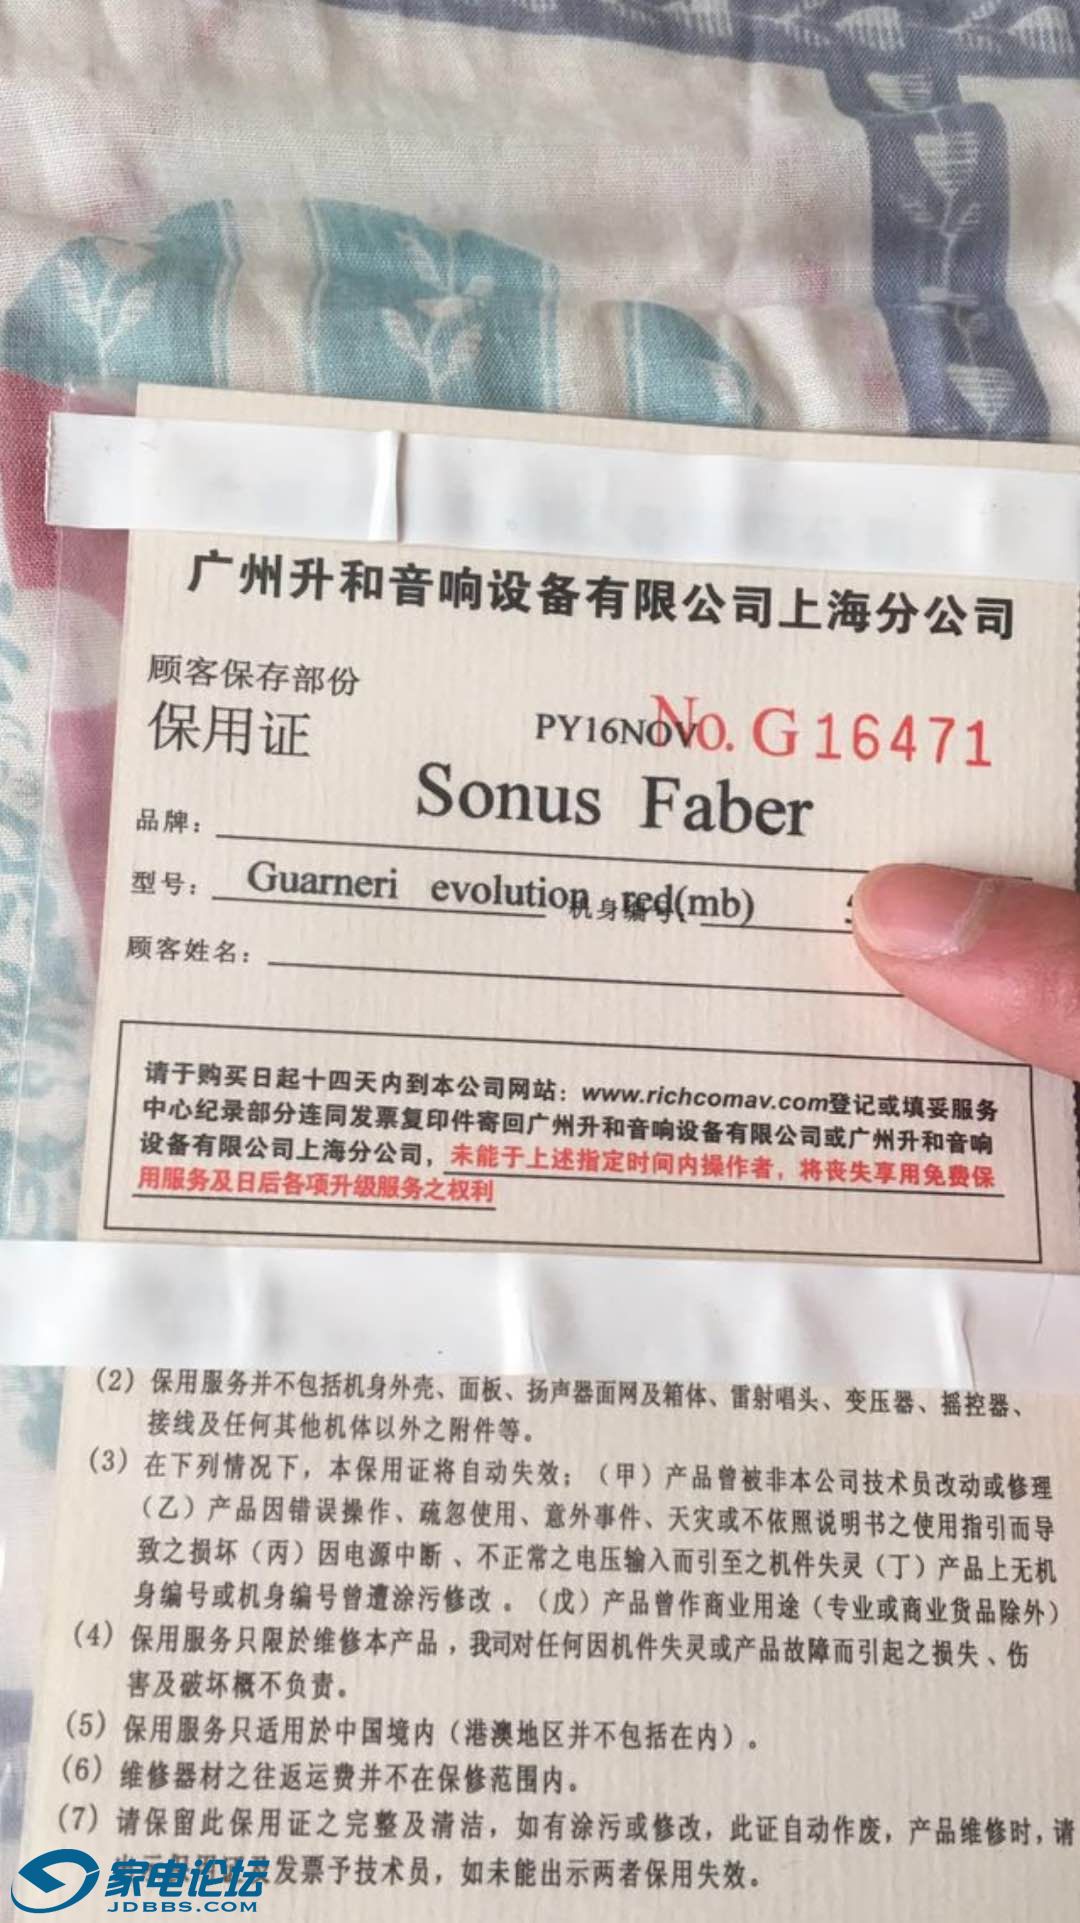 广州升和音响设备有限公司上海分公司
顾客保存部份
保用证
PY16NOV
No. G16471
品牌： Sonus Faber
型号： Guarneri evolution red(mb) 机身编号：
顾客姓名：
请于购买日起十四天内到本公司网站：www.richcomav.com登记或填妥服务
中心纪录部分连同发票复印件寄回广州升和音响设备有限公司或广州升和音响
设备有限公司上海分公司，未能于上述指定时间内操作者，将丧失享用免费保
用服务及日后各项升级服务之权利
(2) 保用服务并不包括机身外壳、面板、扬声器面网及箱体、雷射唱头、变压器、摇控器、
接线及任何其他机体以外之附件等。
(3) 在下列情况下，本保用证将自动失效；（甲）产品曾被非本公司技术员改动或修理
（乙）产品因错误操作、疏忽使用、意外事件、天灾或不依照说明书之使用指引而导
致之损坏（丙）因电源中断、不正常之电压输入而引至之机件失灵（丁）产品上无机
身编号或机身编号曾遭涂污修改。（戊）产品曾作商业用途（专业或商业货品除外）
(4) 保用服务只限於维修本产品，我司对任何因机件失灵或产品故障而引起之损失、伤
害及破坏概不负责。
(5) 保用服务只适用於中国境内（港澳地区并不包括在内）。
(6) 维修器材之往返运费并不在保修范围内。
(7) 请保留此保用证之完整及清洁，如有涂污或修改，此证自动作废，产品维修时，请
发票予技术员，如未能出示两者保用失效。
家电论坛
JDBBS.COM